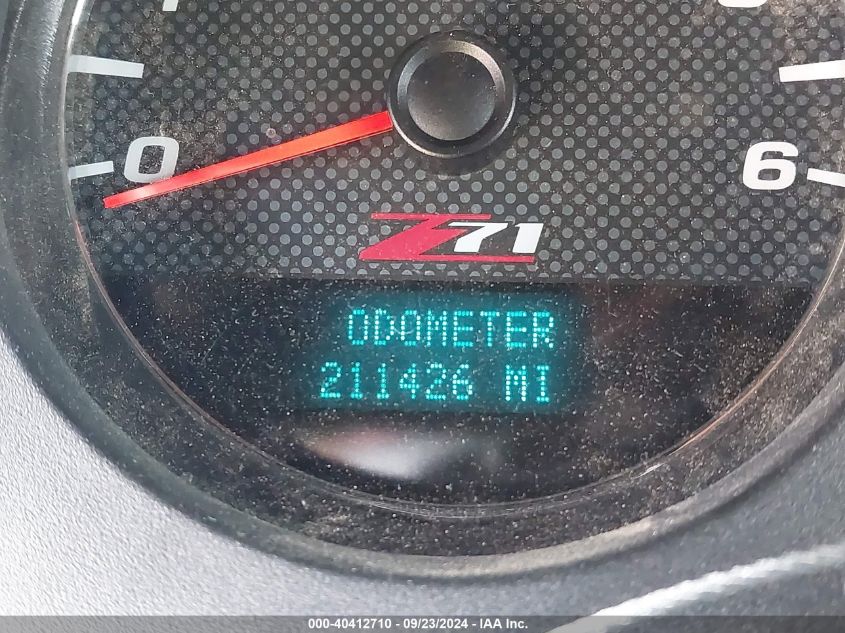 0
6
Z71
ODOMETER
211426 MI
000-40412710 - 09/23/2024 - IAA Inc.